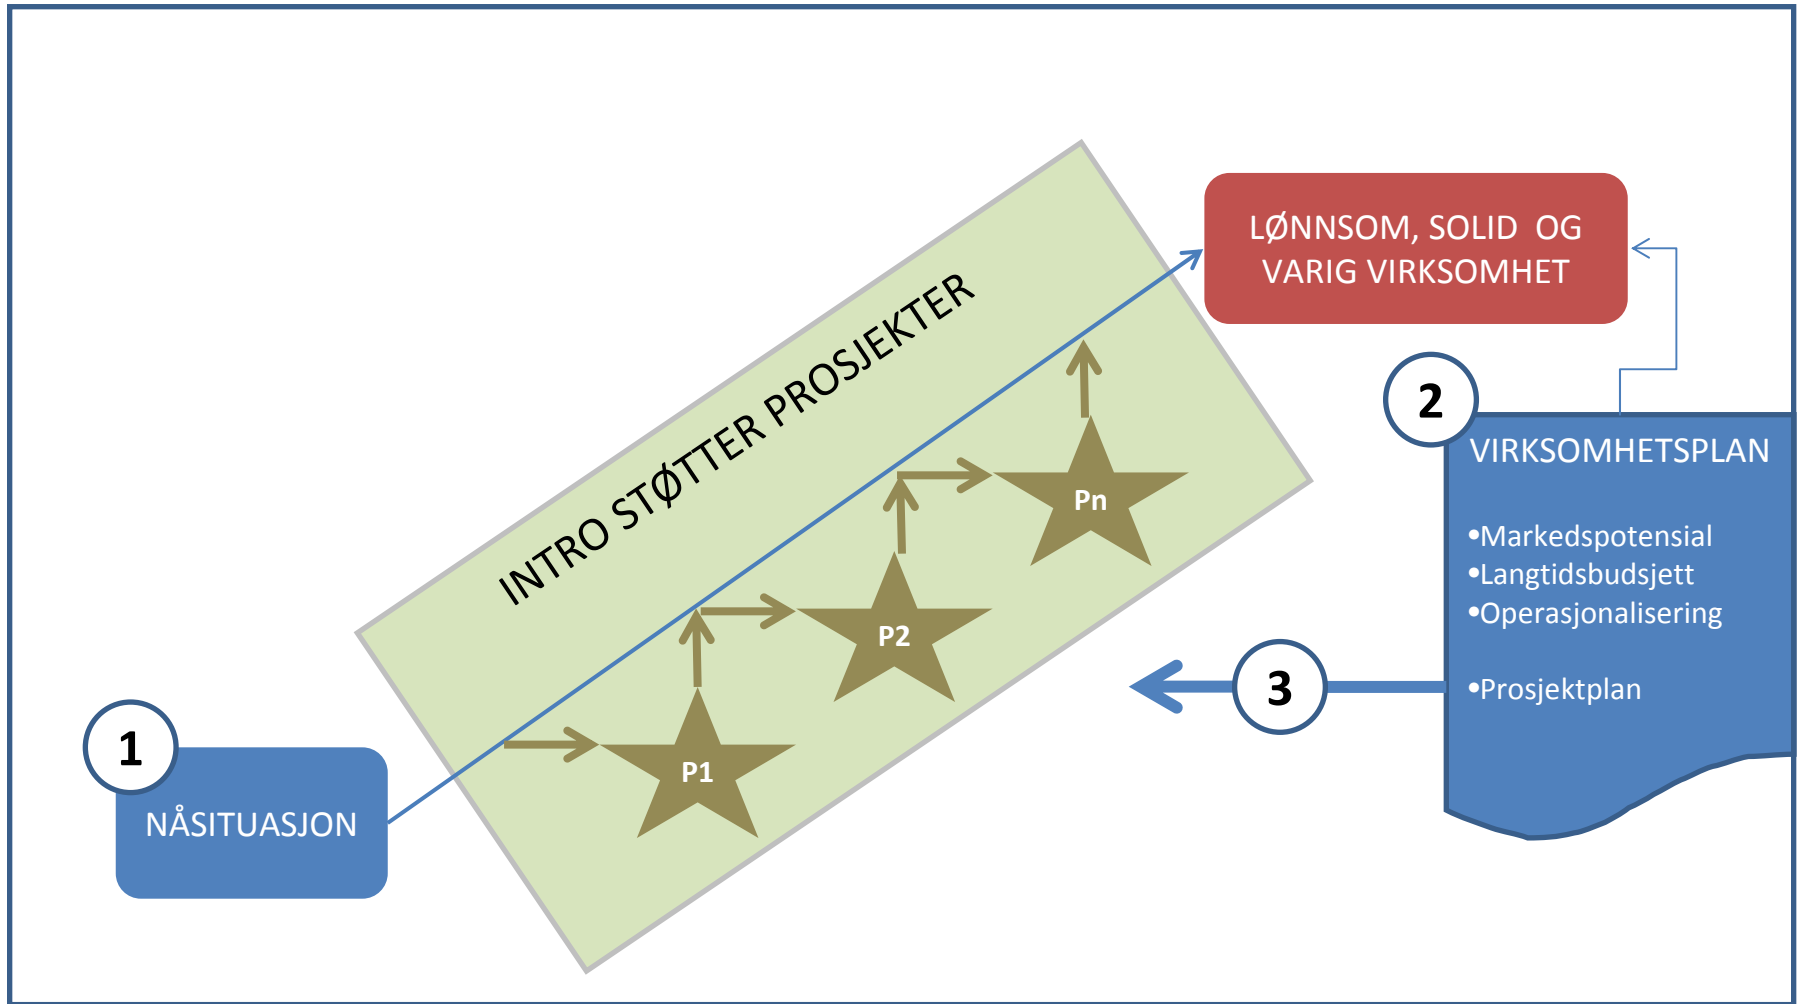 LØNNSOM, SOLID OG
VARIG VIRKSOMHET
INTRO STØTTER PROSJEKTER
2
VIRKSOMHETSPLAN
•Markedspotensial
•Langtidsbudsjett
•Operasjonalisering
•Prosjektplan
Pn
P2
3
P1
1
NÅSITUASJON